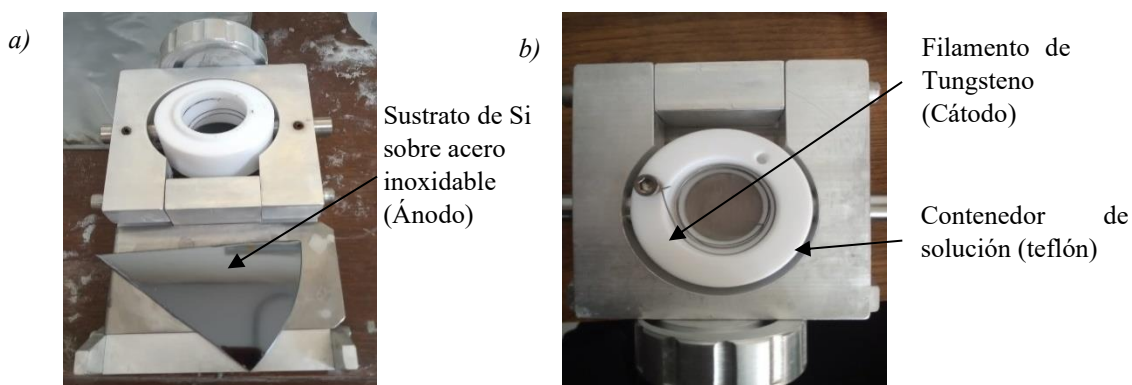 a)
Sustrato de Si
sobre acero
inoxidable
(Ánodo)
b)
Filamento de
Tungsteno
(Cátodo)
Contenedor de
solución (teflón)